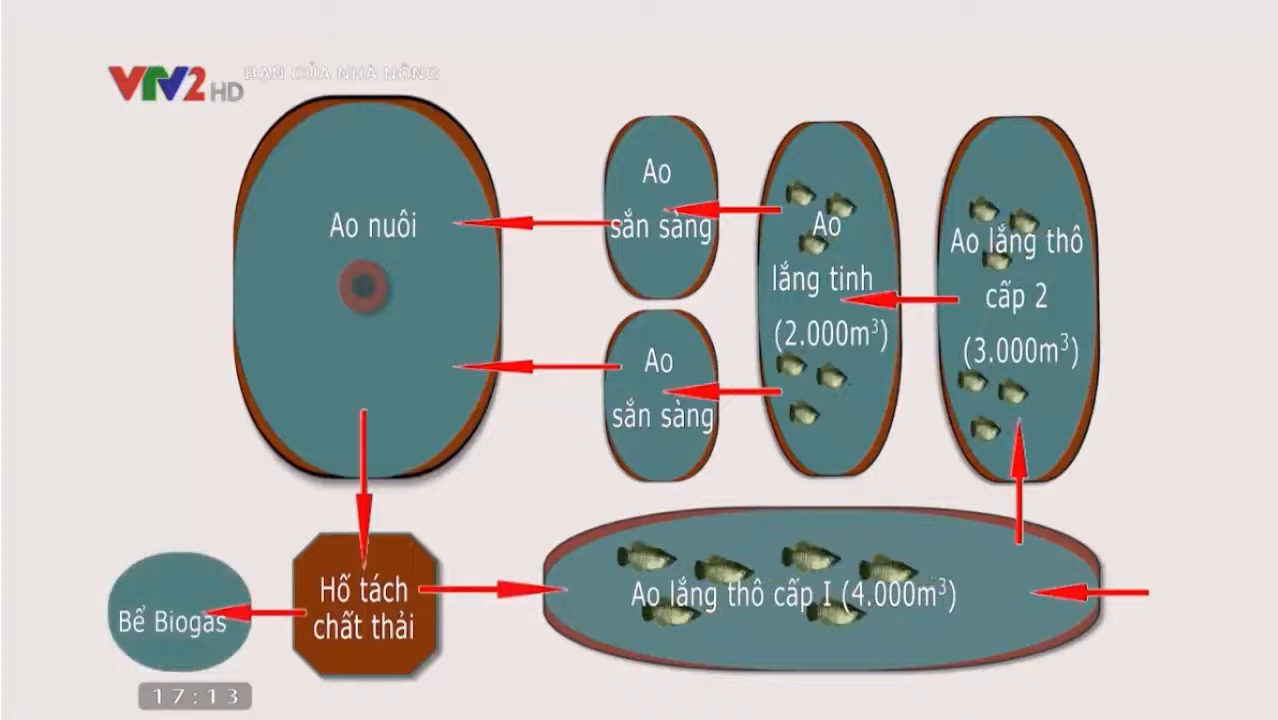 VTV2 HD
BẠN CỦA NHÀ NÔNG
Ao nuôi
Ao
sắn sàng
Ao
sắn sàng
Ao
lắng tinh
(2.000m³)
Ao lắng thô
cấp 2
(3.000m³)
Hố tách
chất thải
Bể Biogas
Ao lắng thô cấp I (4.000m³)
17:13